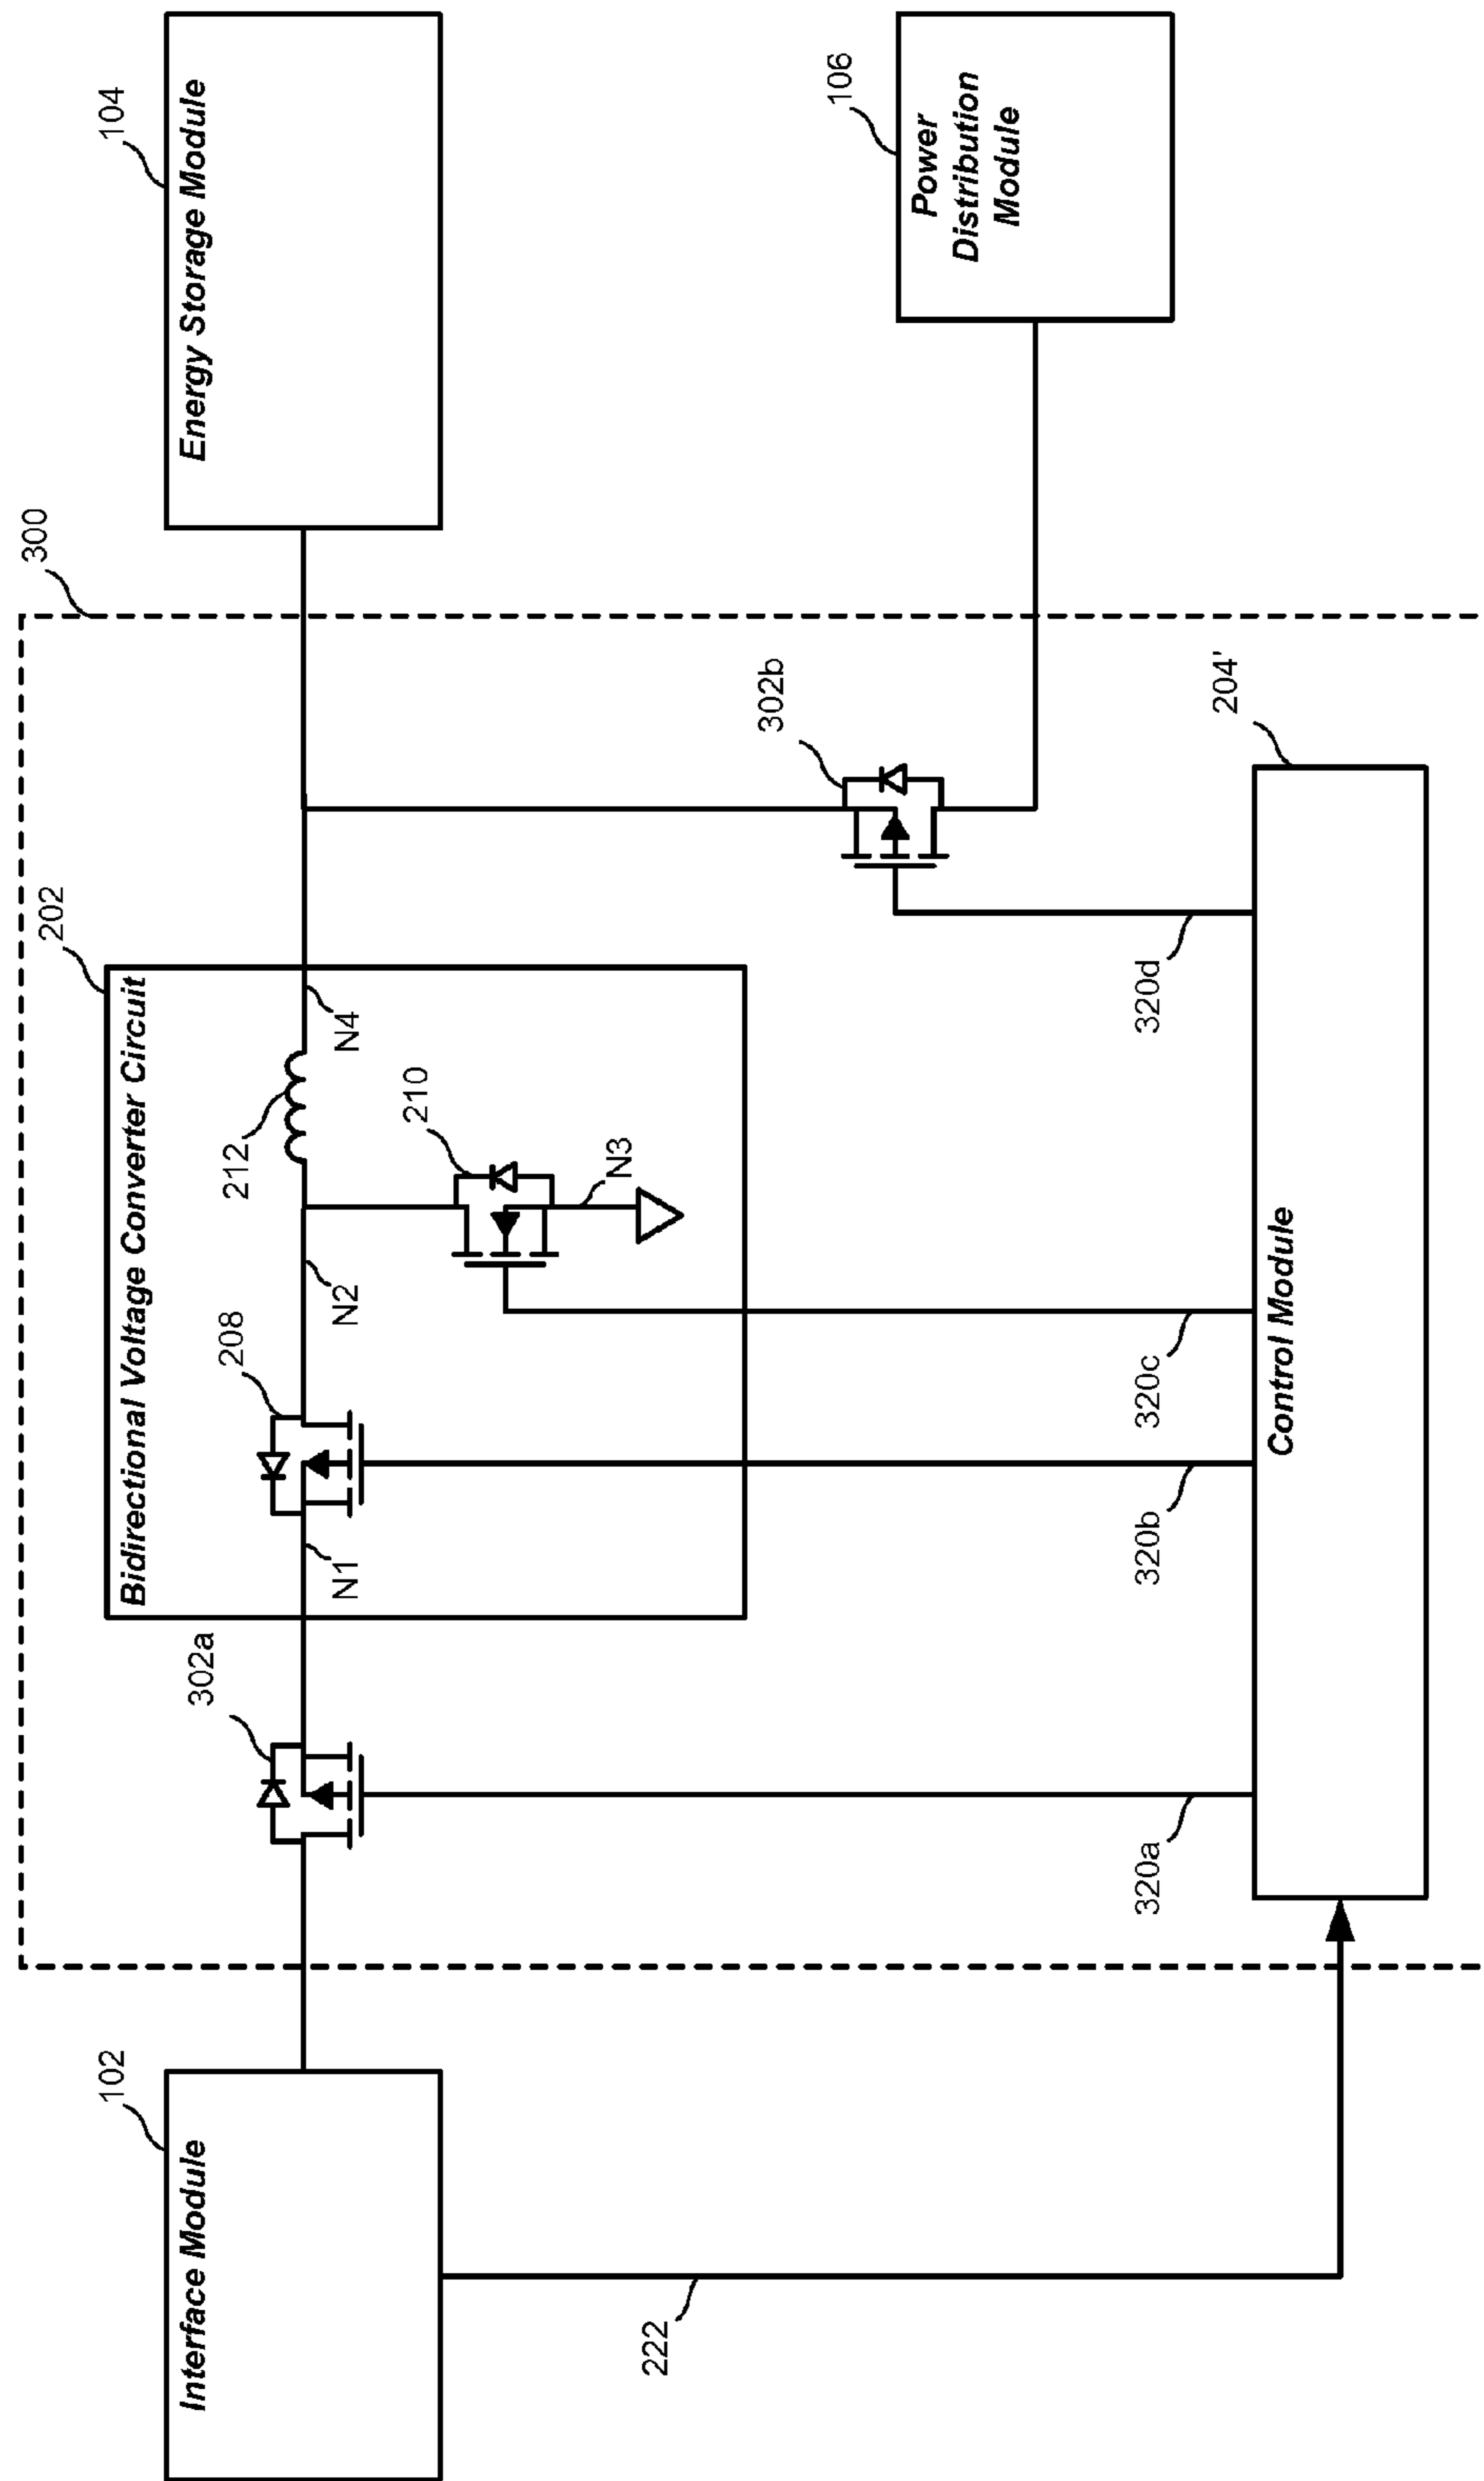 300
102
Interface Module
302a
202
Bidirectional Voltage Converter Circuit
N1
208
N2
212
N4
210
N3
104
Energy Storage Module
302b
106
Power
Distribution
Module
222
320a
320b
320c
320d
204'
Control Module